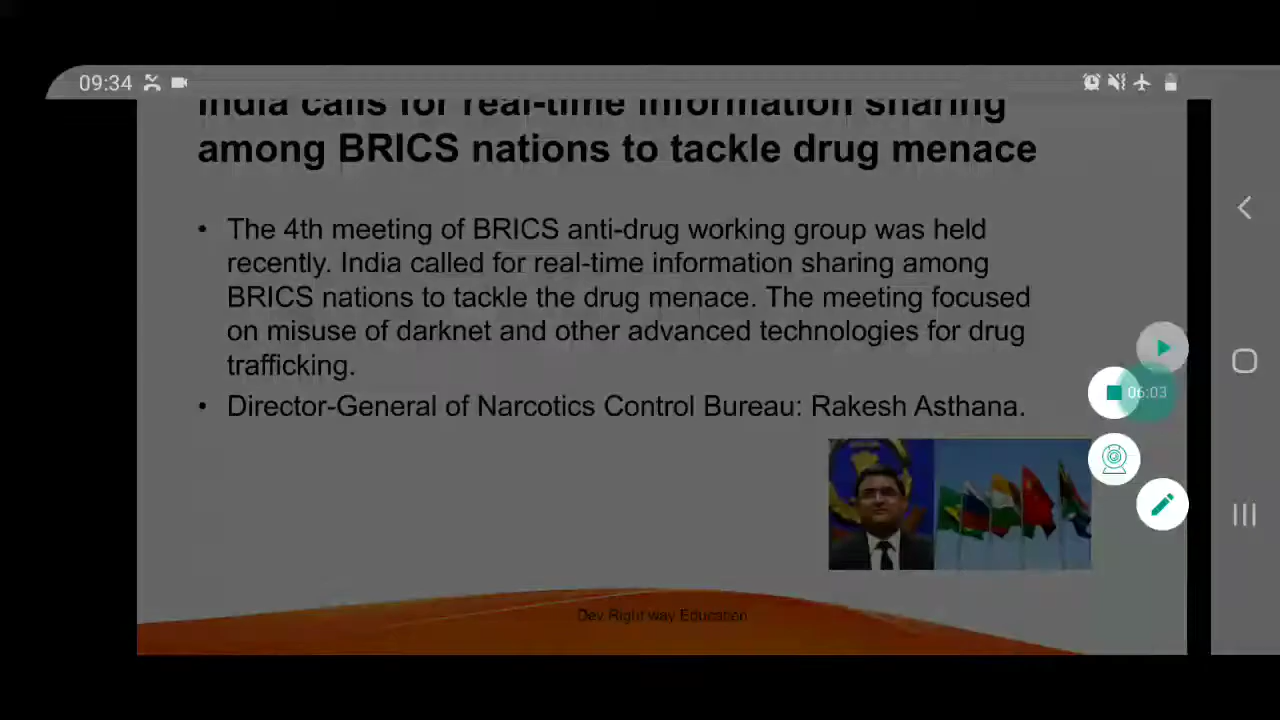 09:34
India calls for real-time information sharing
among BRICS nations to tackle drug menace
• The 4th meeting of BRICS anti-drug working group was held
recently. India called for real-time information sharing among
BRICS nations to tackle the drug menace. The meeting focused
on misuse of darknet and other advanced technologies for drug
trafficking.
• Director-General of Narcotics Control Bureau: Rakesh Asthana.
06:03
Dev Right way Education